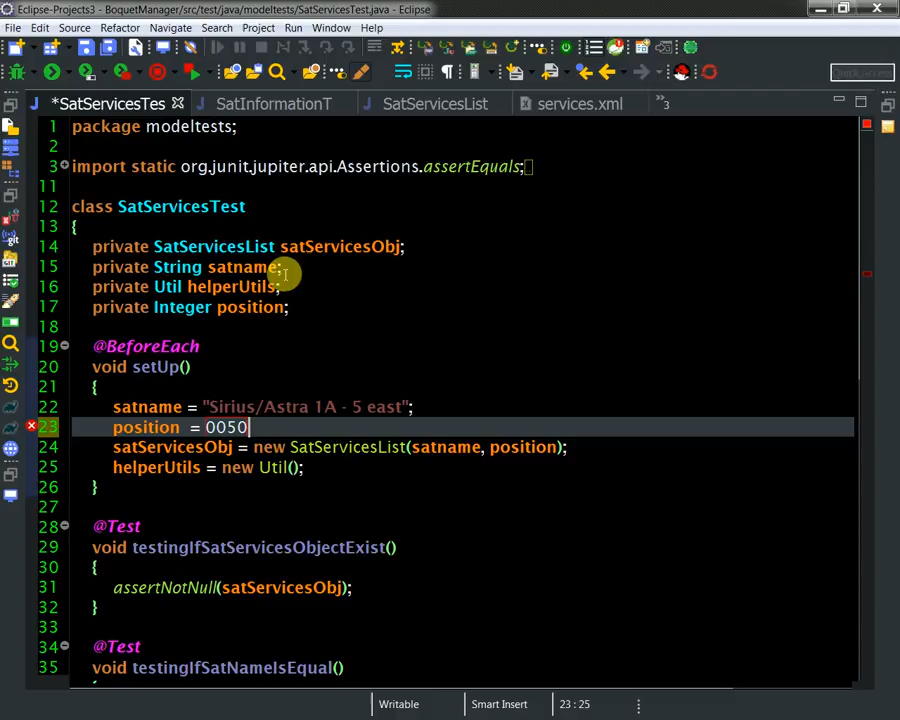 Eclipse-Projects3 - BoquetManager/src/test/java/modeltests/SatServicesTest.java - Eclipse
File Edit Source Refactor Navigate Search Project Run Window Help
Quick Access
*SatServicesTes SatInformationT SatServicesList services.xml »3
1 package modeltests;
2
3 import static org.junit.jupiter.api.Assertions.assertEquals;
11
12 class SatServicesTest
13 {
14 private SatServicesList satServicesObj;
15 private String satname;
16 private Util helperUtils;
17 private Integer position;
18
19 @BeforeEach
20 void setUp()
21 {
22 satname = "Sirius/Astra 1A - 5 east";
23 position = 0050
24 satServicesObj = new SatServicesList(satname, position);
25 helperUtils = new Util();
26 }
27
28 @Test
29 void testingIfSatServicesObjectExist()
30 {
31 assertNotNull(satServicesObj);
32 }
33
34 @Test
35 void testingIfSatNameIsEqual()
Writable Smart Insert 23 : 25